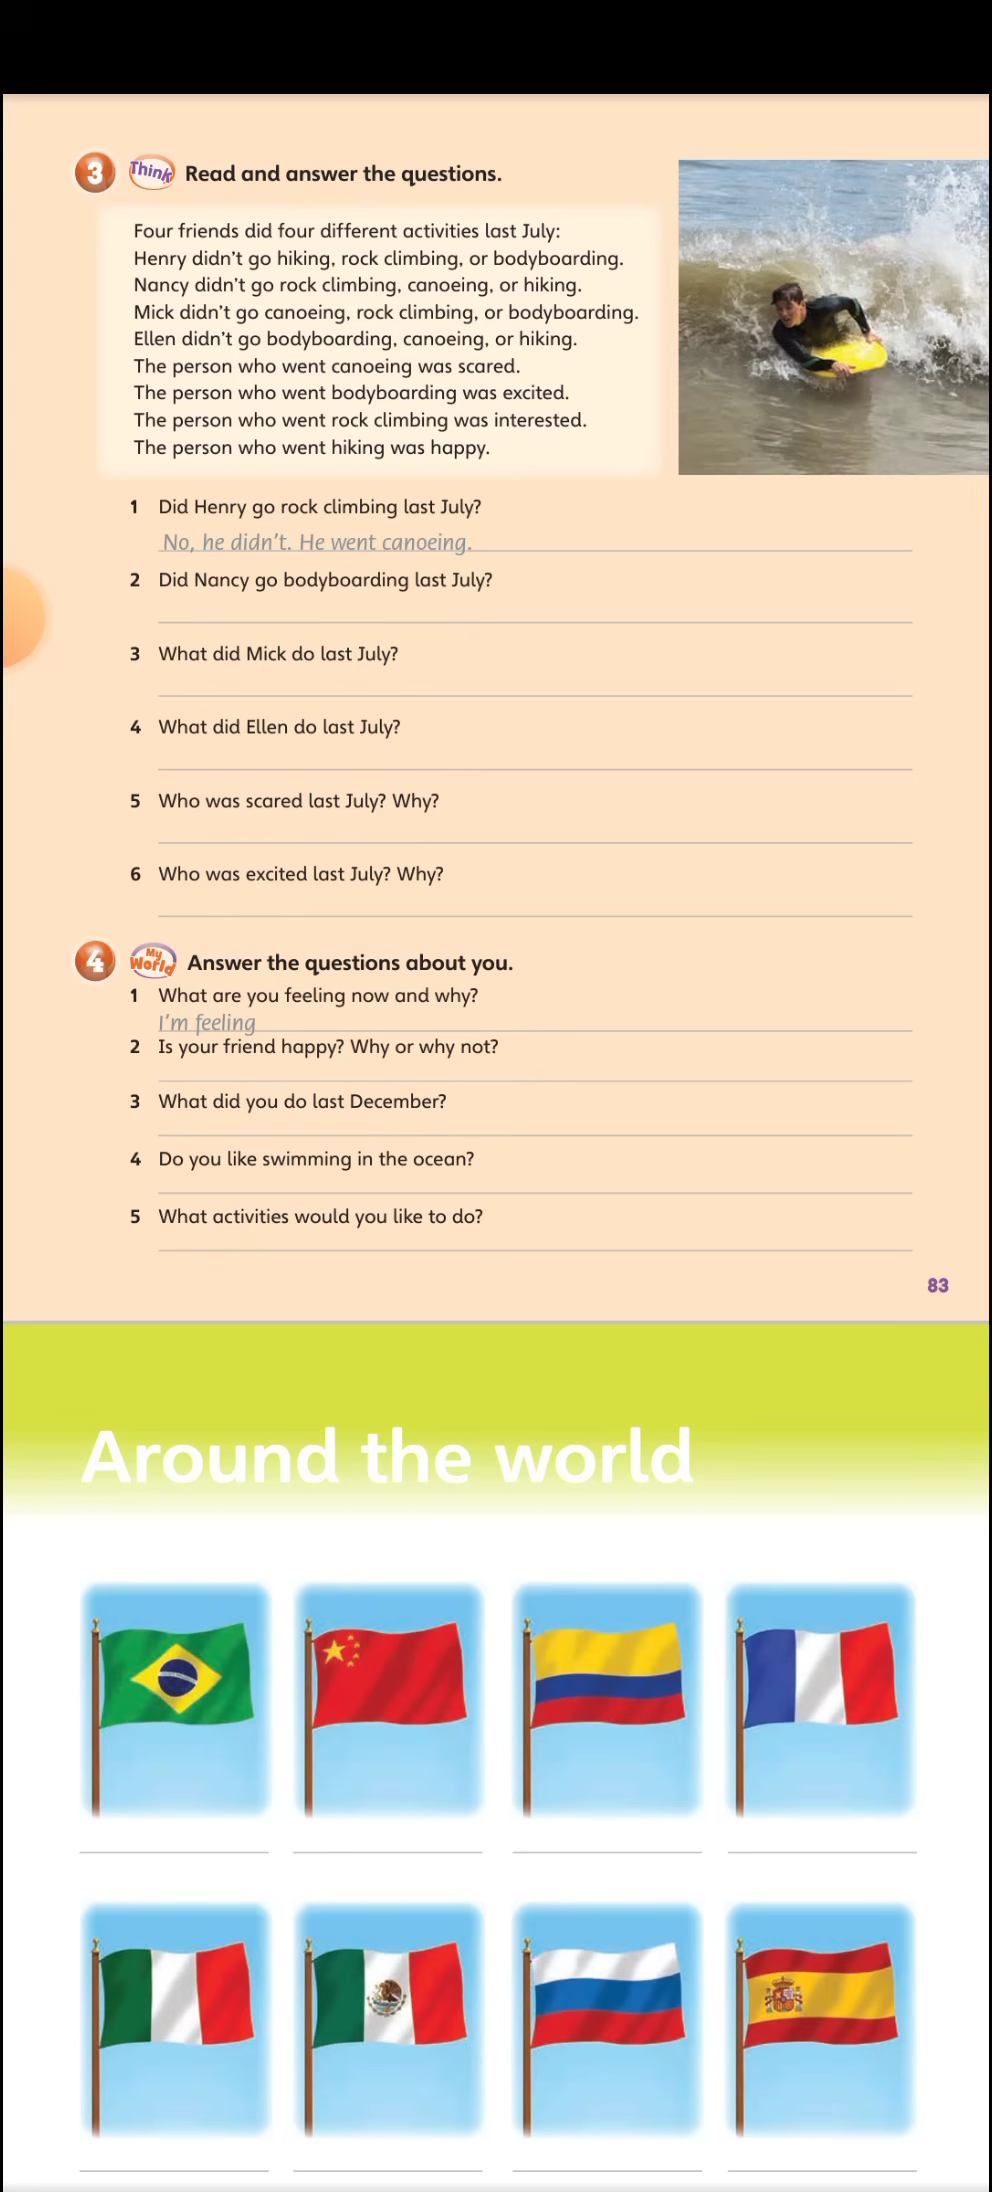 3 Think Read and answer the questions.
Four friends did four different activities last July:
Henry didn't go hiking, rock climbing, or bodyboarding.
Nancy didn't go rock climbing, canoeing, or hiking.
Mick didn't go canoeing, rock climbing, or bodyboarding.
Ellen didn't go bodyboarding, canoeing, or hiking.
The person who went canoeing was scared.
The person who went bodyboarding was excited.
The person who went rock climbing was interested.
The person who went hiking was happy.
1 Did Henry go rock climbing last July?
No, he didn't. He went canoeing.
2 Did Nancy go bodyboarding last July?
3 What did Mick do last July?
4 What did Ellen do last July?
5 Who was scared last July? Why?
6 Who was excited last July? Why?
4 My World Answer the questions about you.
1 What are you feeling now and why?
I'm feeling
2 Is your friend happy? Why or why not?
3 What did you do last December?
4 Do you like swimming in the ocean?
5 What activities would you like to do?
83
Around the world